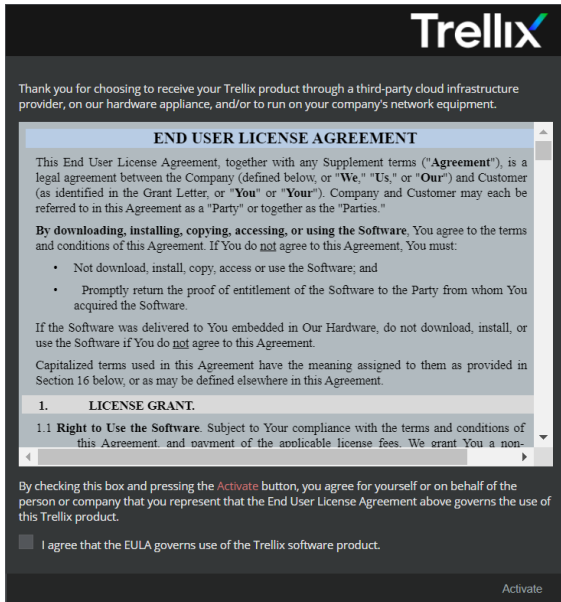 Trellix
Thank you for choosing to receive your Trellix product through a third-party cloud infrastructure
provider, on our hardware appliance, and/or to run on your company's network equipment.
END USER LICENSE AGREEMENT
This End User License Agreement, together with any Supplement terms ("Agreement"), is a
legal agreement between the Company (defined below, or "We," "Us," or "Our") and Customer
(as identified in the Grant Letter, or "You" or "Your"). Company and Customer may each be
referred to in this Agreement as a "Party" or together as the "Parties."
By downloading, installing, copying, accessing, or using the Software, You agree to the terms
and conditions of this Agreement. If You do not agree to this Agreement, You must:
• Not download, install, copy, access or use the Software; and
• Promptly return the proof of entitlement of the Software to the Party from whom You
acquired the Software.
If the Software was delivered to You embedded in Our Hardware, do not download, install, or
use the Software if You do not agree to this Agreement.
Capitalized terms used in this Agreement have the meaning assigned to them as provided in
Section 16 below, or as may be defined elsewhere in this Agreement.
1. LICENSE GRANT.
1.1 Right to Use the Software. Subject to Your compliance with the terms and conditions of
this Agreement, and payment of the applicable license fees, We grant You a non-
By checking this box and pressing the Activate button, you agree for yourself or on behalf of the
person or company that you represent that the End User License Agreement above governs the use of
this Trellix product.
I agree that the EULA governs use of the Trellix software product.
Activate